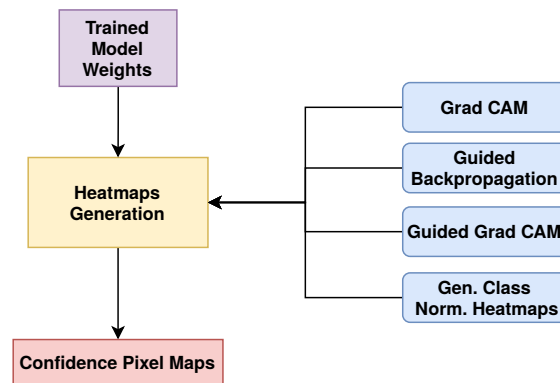 Trained
Model
Weights
Grad CAM
Guided
Backpropagation
Heatmaps
Generation
Guided Grad CAM
Gen. Class
Norm. Heatmaps
Confidence Pixel Maps